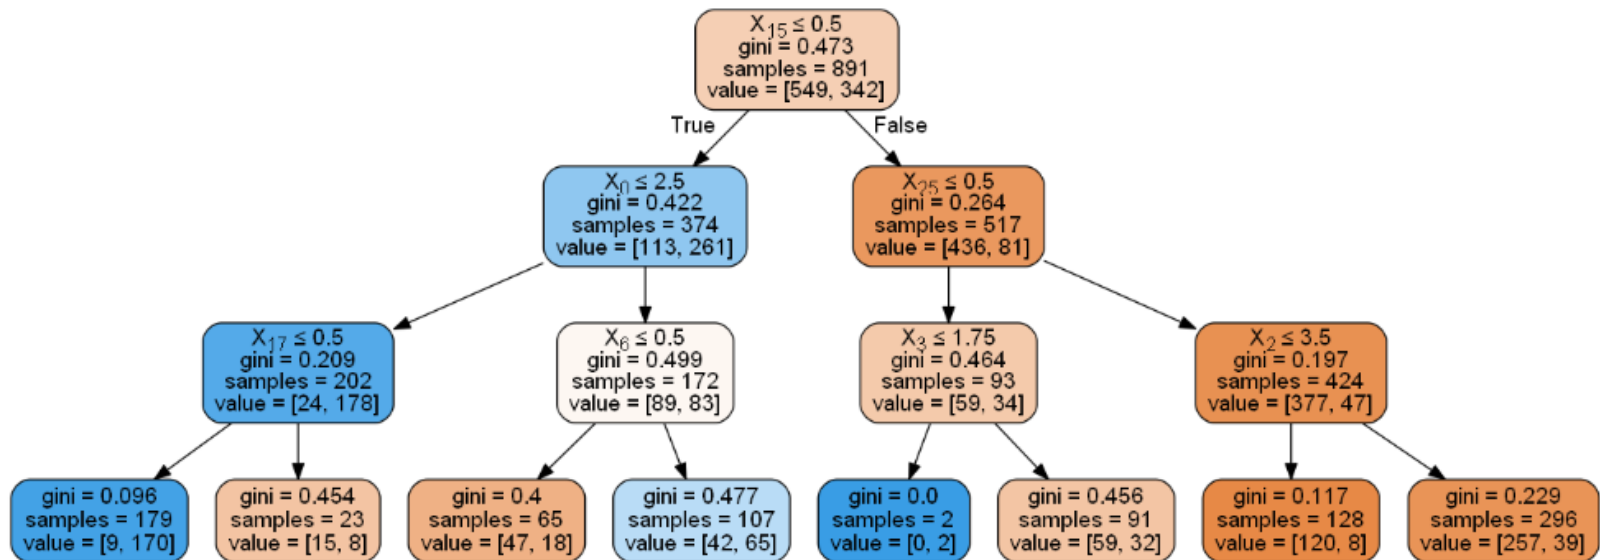 X15 ≤ 0.5
gini = 0.473
samples = 891
value = [549, 342]
True
False
X0 ≤ 2.5
gini = 0.422
samples = 374
value = [113, 261]
X25 ≤ 0.5
gini = 0.264
samples = 517
value = [436, 81]
X17 ≤ 0.5
gini = 0.209
samples = 202
value = [24, 178]
X6 ≤ 0.5
gini = 0.499
samples = 172
value = [89, 83]
X3 ≤ 1.75
gini = 0.464
samples = 93
value = [59, 34]
X2 ≤ 3.5
gini = 0.197
samples = 424
value = [377, 47]
gini = 0.096
samples = 179
value = [9, 170]
gini = 0.454
samples = 23
value = [15, 8]
gini = 0.4
samples = 65
value = [47, 18]
gini = 0.477
samples = 107
value = [42, 65]
gini = 0.0
samples = 2
value = [0, 2]
gini = 0.456
samples = 91
value = [59, 32]
gini = 0.117
samples = 128
value = [120, 8]
gini = 0.229
samples = 296
value = [257, 39]